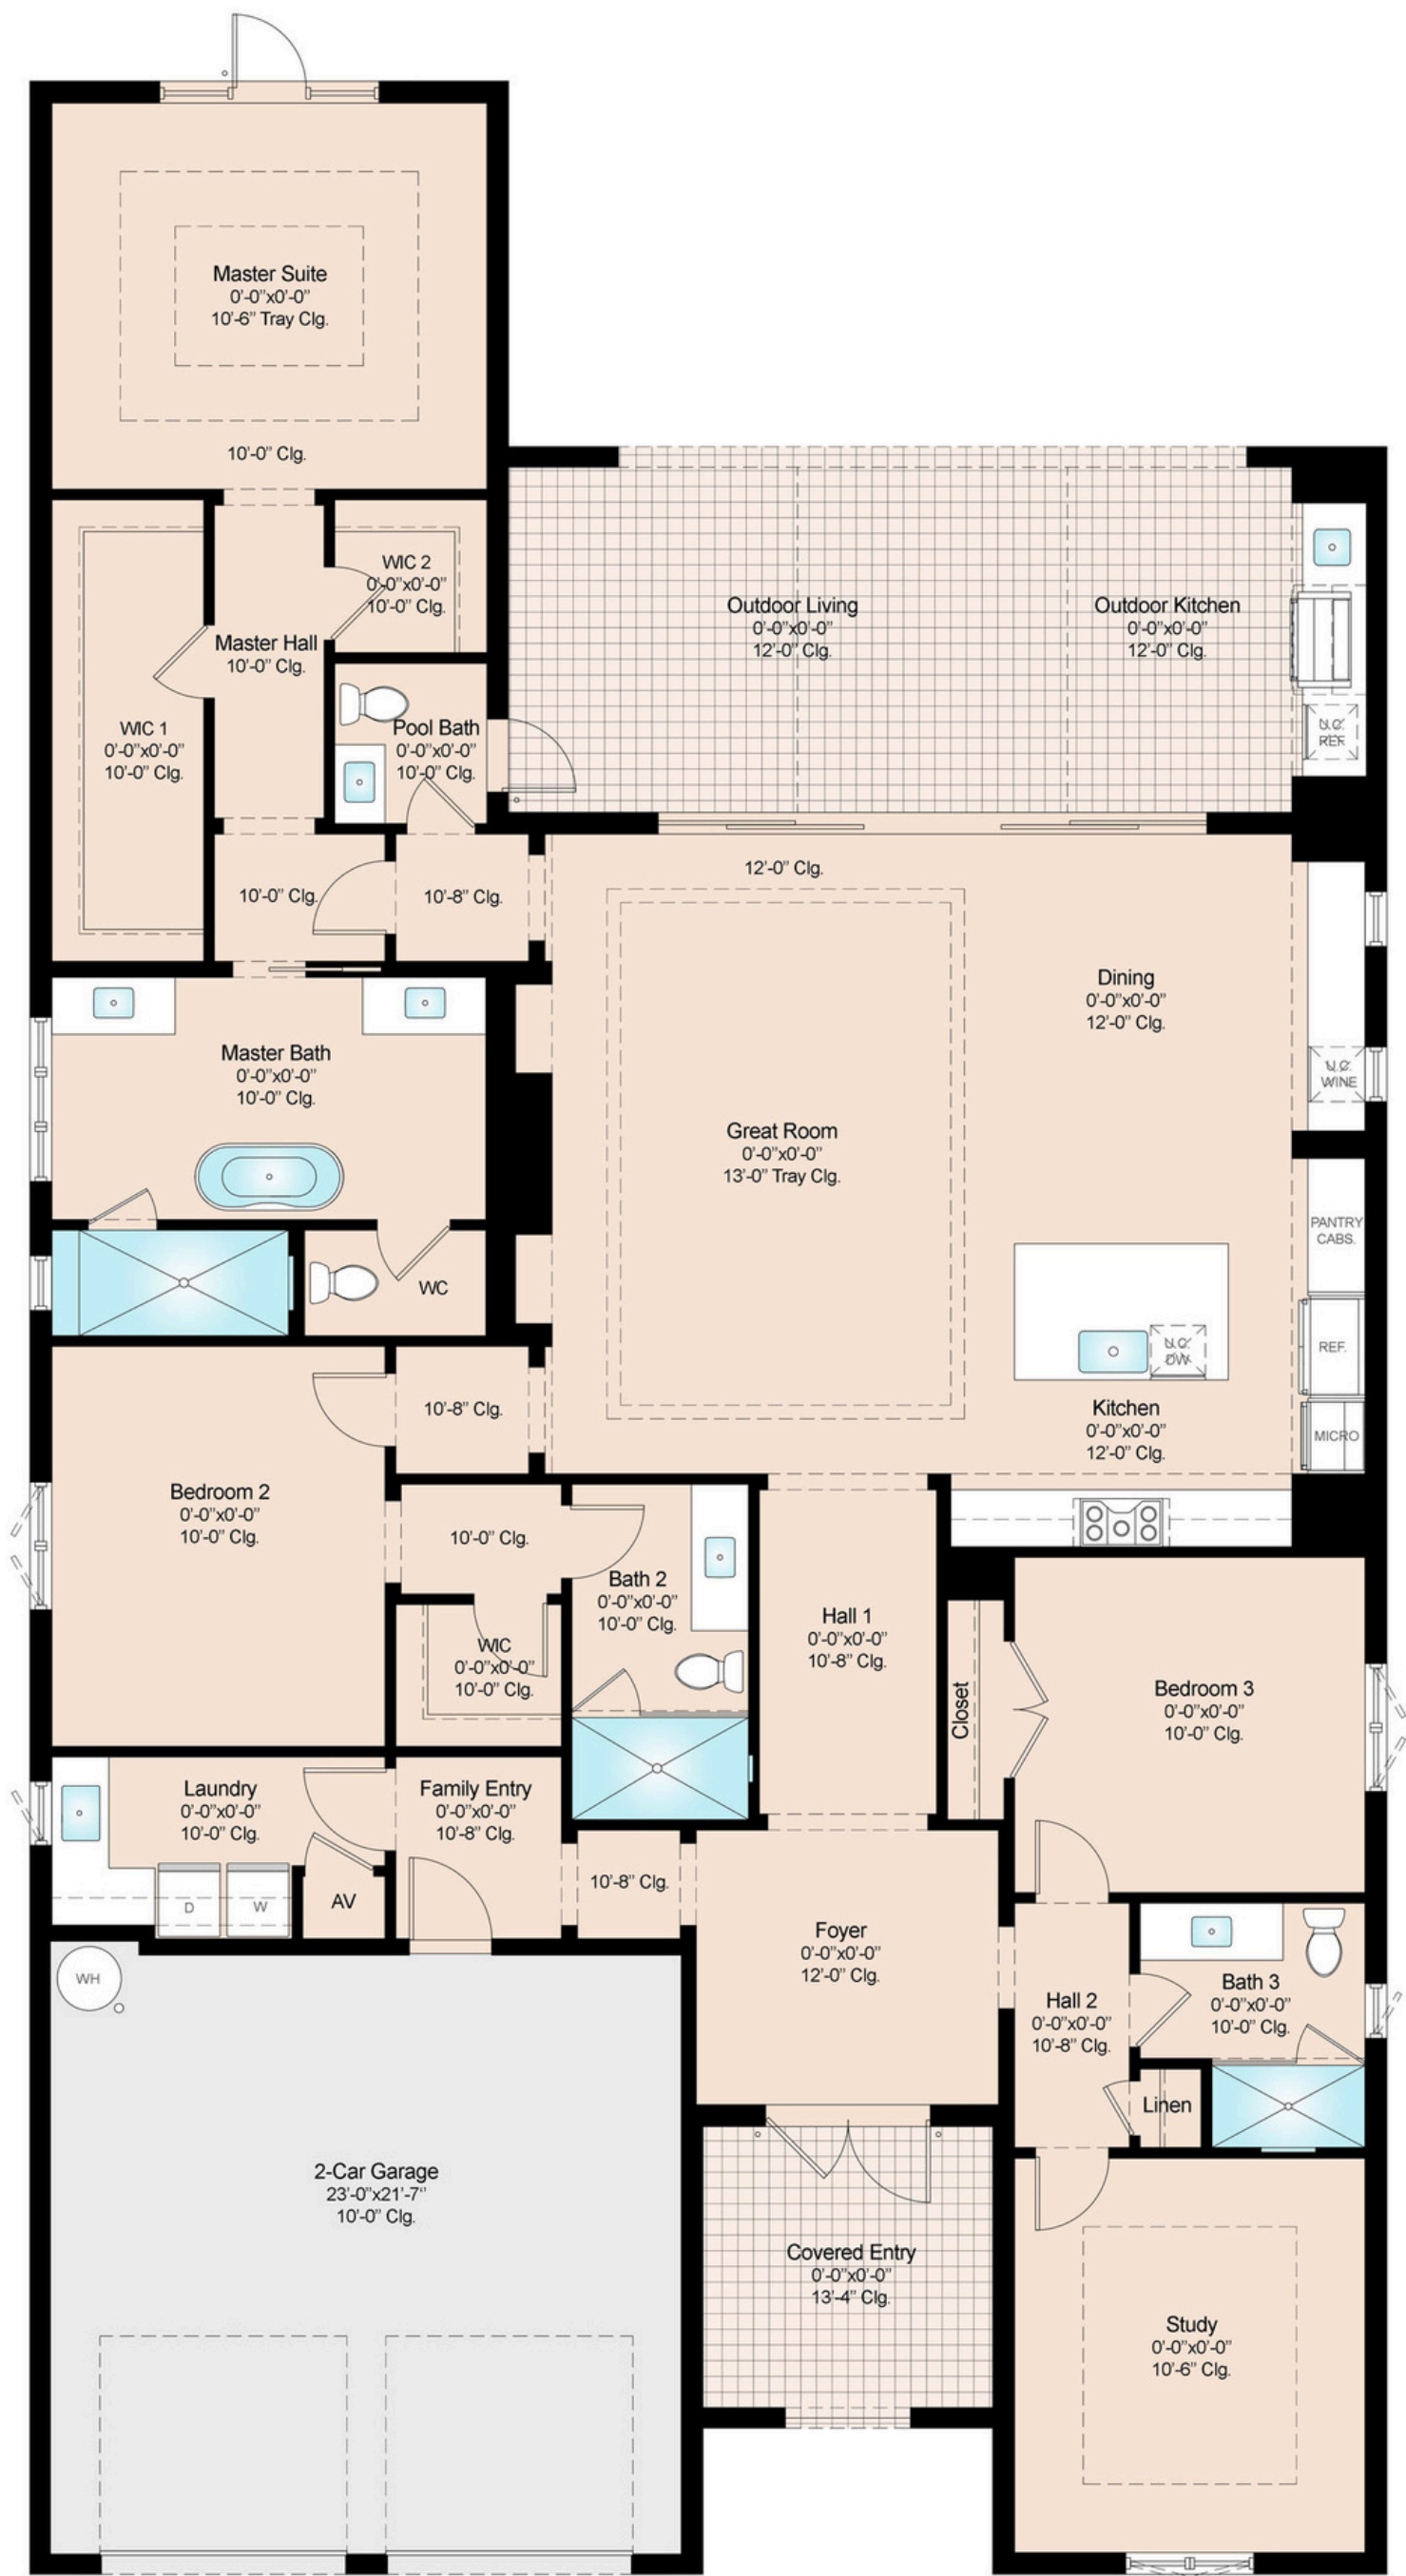 Master Suite
0'-0"x0'-0"
10'-6" Tray Clg.
10'-0" Clg.
WIC 2
0'-0"x0'-0"
10'-0" Clg.
Master Hall
10'-0" Clg.
WIC 1
0'-0"x0'-0"
10'-0" Clg.
Pool Bath
0'-0"x0'-0"
10'-0" Clg.
Outdoor Living
0'-0"x0'-0"
12'-0" Clg.
Outdoor Kitchen
0'-0"x0'-0"
12'-0" Clg.
U.C.
REF.
10'-0" Clg.
10'-8" Clg.
12'-0" Clg.
Dining
0'-0"x0'-0"
12'-0" Clg.
U.C.
WINE
Master Bath
0'-0"x0'-0"
10'-0" Clg.
Great Room
0'-0"x0'-0"
13'-0" Tray Clg.
PANTRY
CABS.
WC
U.C.
DW
REF.
MICRO
Kitchen
0'-0"x0'-0"
12'-0" Clg.
10'-8" Clg.
Bedroom 2
0'-0"x0'-0"
10'-0" Clg.
10'-0" Clg.
Bath 2
0'-0"x0'-0"
10'-0" Clg.
WIC
0'-0"x0'-0"
10'-0" Clg.
Hall 1
0'-0"x0'-0"
10'-8" Clg.
Closet
Bedroom 3
0'-0"x0'-0"
10'-0" Clg.
Laundry
0'-0"x0'-0"
10'-0" Clg.
Family Entry
0'-0"x0'-0"
10'-8" Clg.
D
W
AV
10'-8" Clg.
Foyer
0'-0"x0'-0"
12'-0" Clg.
WH
Hall 2
0'-0"x0'-0"
10'-8" Clg.
Bath 3
0'-0"x0'-0"
10'-0" Clg.
Linen
2-Car Garage
23'-0"x21'-7"
10'-0" Clg.
Covered Entry
0'-0"x0'-0"
13'-4" Clg.
Study
0'-0"x0'-0"
10'-6" Clg.